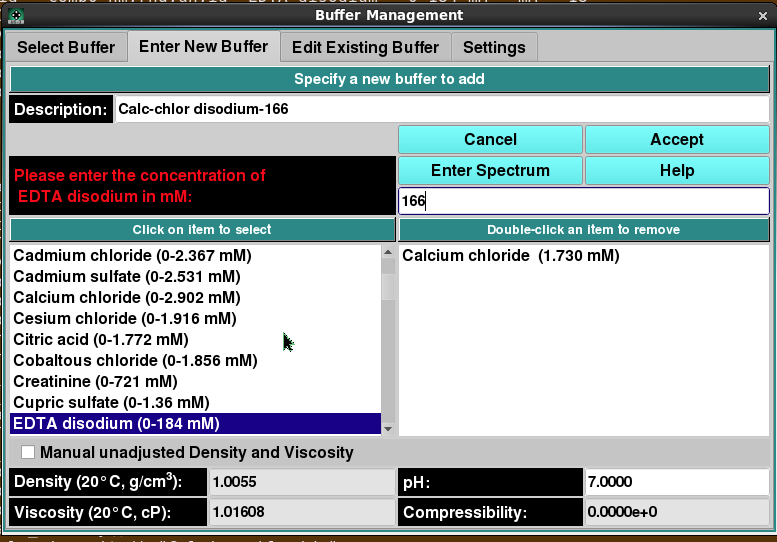 Buffer Management
Select Buffer
Enter New Buffer
Edit Existing Buffer
Settings
Specify a new buffer to add
Description:
Calc-chlor disodium-166
Cancel
Accept
Please enter the concentration of
EDTA disodium in mM:
Enter Spectrum
Help
166
Click on item to select
Double-click an item to remove
Cadmium chloride (0-2.367 mM)
Cadmium sulfate (0-2.531 mM)
Calcium chloride (0-2.902 mM)
Cesium chloride (0-1.916 mM)
Citric acid (0-1.772 mM)
Cobaltous chloride (0-1.856 mM)
Creatinine (0-721 mM)
Cupric sulfate (0-1.36 mM)
EDTA disodium (0-184 mM)
Calcium chloride (1.730 mM)
Manual unadjusted Density and Viscosity
Density (20°C, g/cm³):
1.0055
pH:
7.0000
Viscosity (20°C, cP):
1.01608
Compressibility:
0.0000e+0